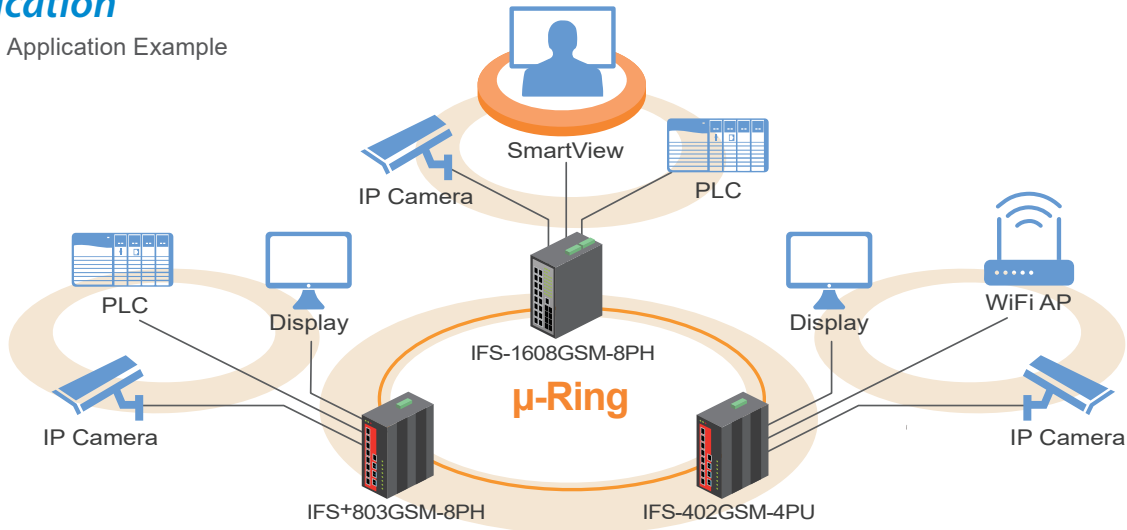 ication
Application Example
SmartView
IP Camera
PLC
PLC
Display
Display
WiFi AP
IFS-1608GSM-8PH
µ-Ring
IP Camera
IP Camera
IFS+803GSM-8PH
IFS-402GSM-4PU